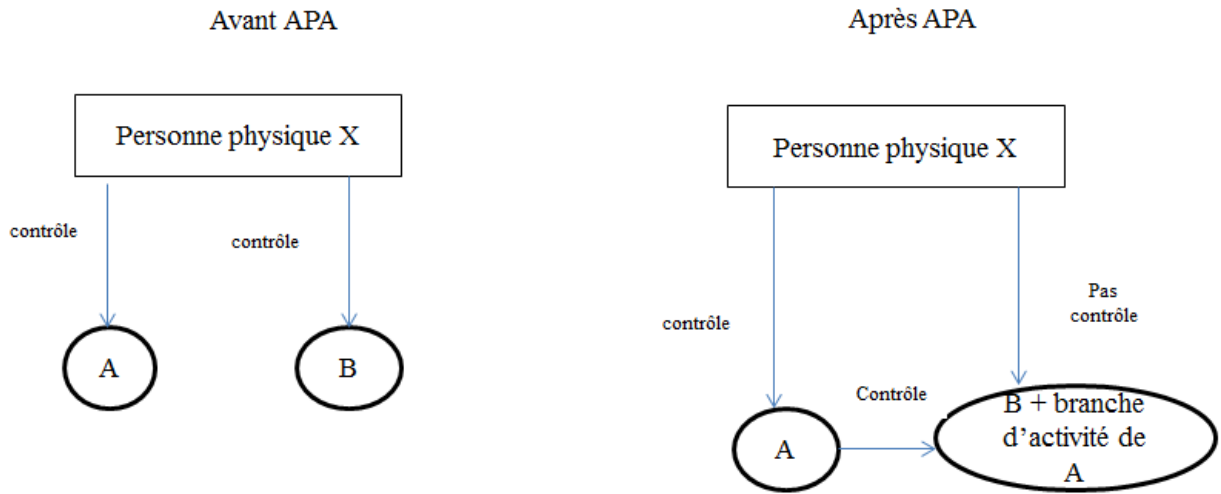 Avant APA
Personne physique X
contrôle
contrôle
A
B
Après APA
Personne physique X
contrôle
Pas
contrôle
Contrôle
A
B + branche
d'activité de
A